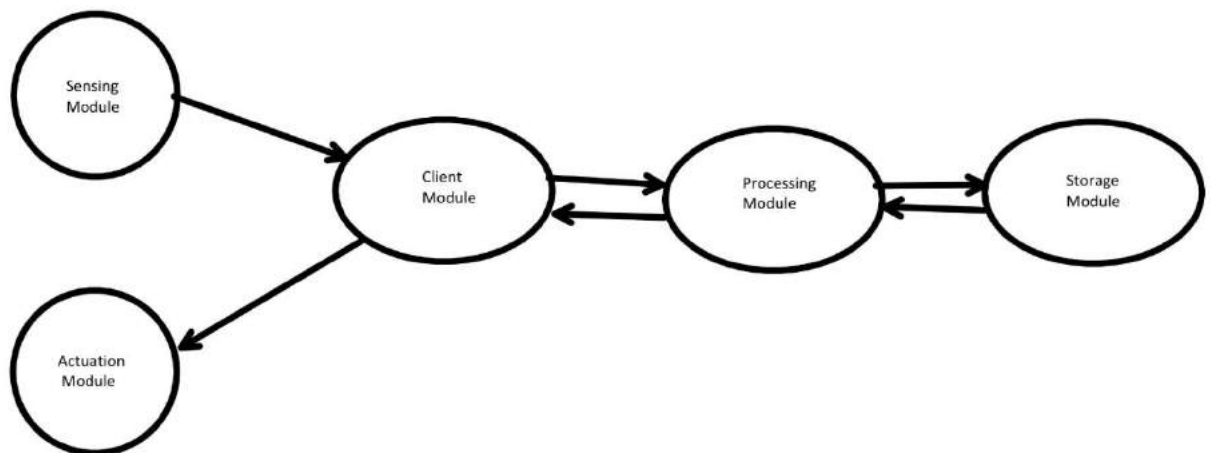 Sensing
Module
Client
Module
Processing
Module
Storage
Module
Actuation
Module